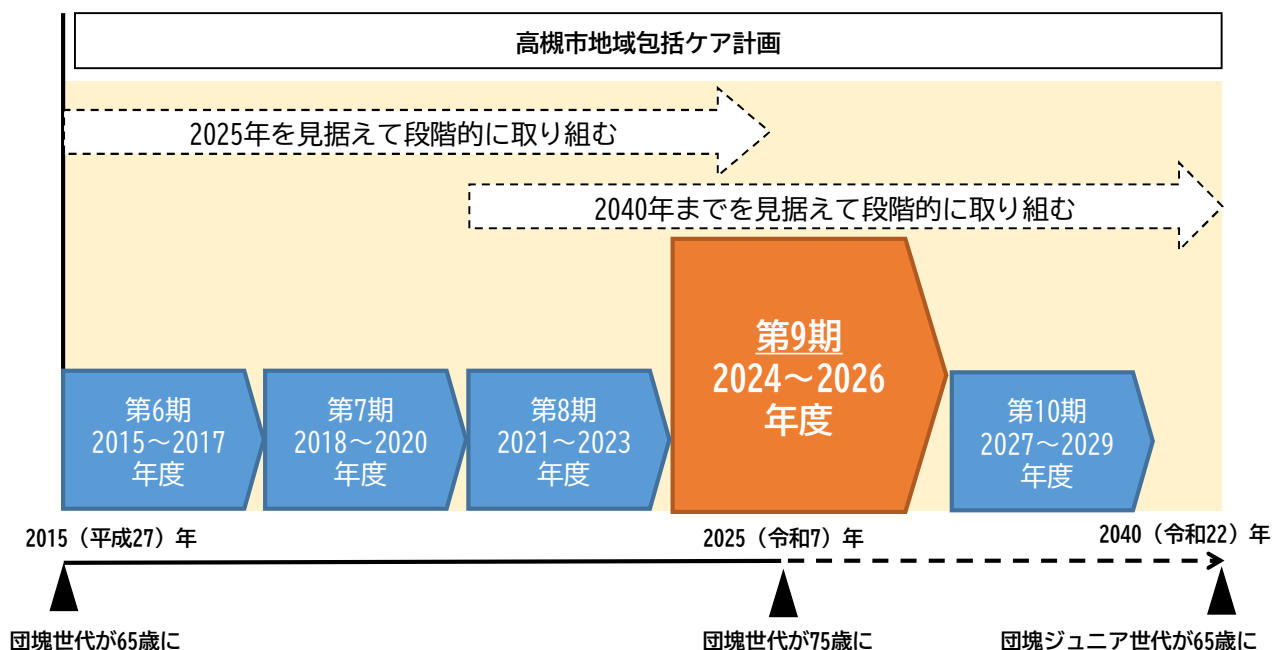 高槻市地域包括ケア計画
2025年を見据えて段階的に取り組む
2040年までを見据えて段階的に取り組む
第6期
2015～2017
年度
第7期
2018～2020
年度
第8期
2021～2023
年度
第9期
2024～2026
年度
第10期
2027～2029
年度
2015（平成27）年
2025（令和7）年
2040（令和22）年
団塊世代が65歳に
団塊世代が75歳に
団塊ジュニア世代が65歳に